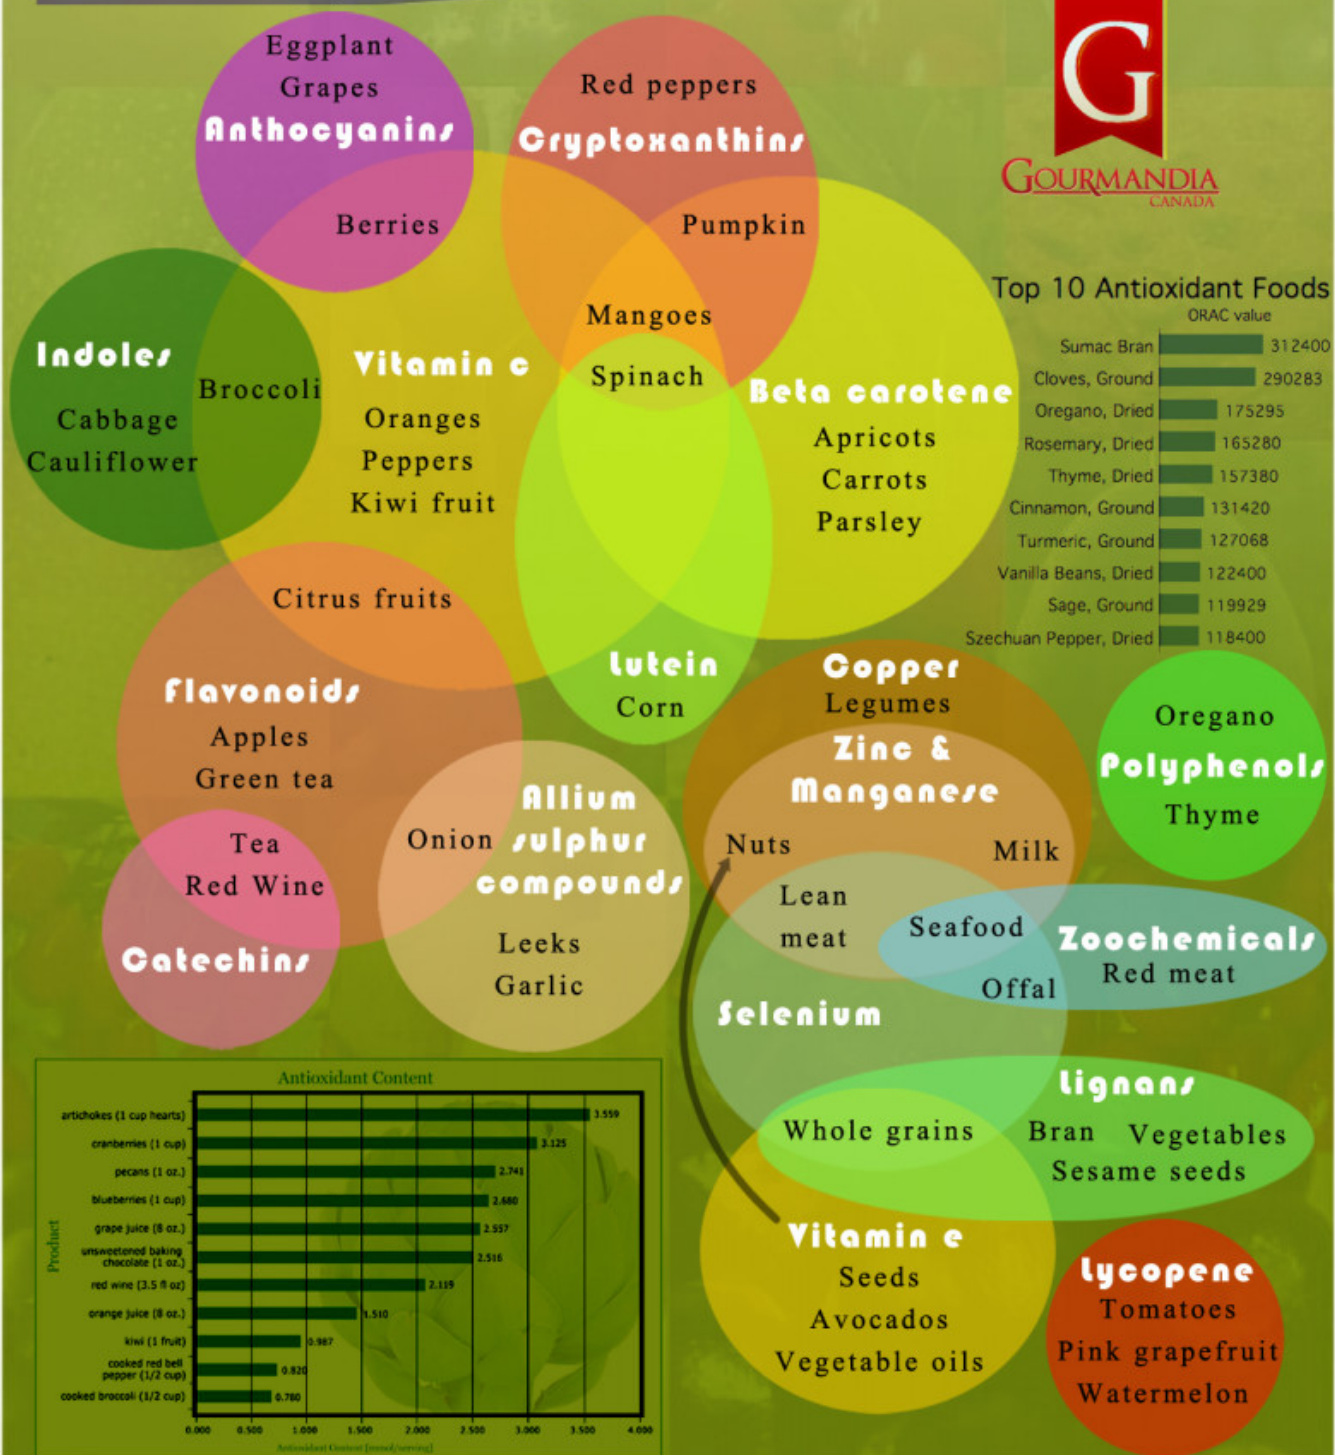 Eggplant
Grapes
Anthocyanins
Berries
Red peppers
Cryptoxanthins
Pumpkin
G
GOURMANDIA
CANADA
Indoles
Broccoli
Cabbage
Cauliflower
Vitamin c
Oranges
Peppers
Kiwi fruit
Mangoes
Spinach
Beta carotene
Apricots
Carrots
Parsley
Top 10 Antioxidant Foods
ORAC value
Sumac Bran 312400
Cloves, Ground 290283
Oregano, Dried 175295
Rosemary, Dried 165280
Thyme, Dried 157380
Cinnamon, Ground 131420
Turmeric, Ground 127068
Vanilla Beans, Dried 122400
Sage, Ground 119929
Szechuan Pepper, Dried 118400
Citrus fruits
Flavonoids
Apples
Green tea
Lutein
Corn
Copper
Legumes
Zinc &
Manganese
Nuts
Milk
Lean
meat
Seafood
Offal
Zoochemicals
Red meat
Oregano
Polyphenols
Thyme
Tea
Red Wine
Catechins
Onion
Allium
sulphur
compounds
Leeks
Garlic
Selenium
Lignans
Whole grains
Bran Vegetables
Sesame seeds
Vitamin e
Seeds
Avocados
Vegetable oils
Lycopene
Tomatoes
Pink grapefruit
Watermelon
Antioxidant Content
Product
artichokes (1 cup hearts) 3.559
cranberries (1 cup) 3.125
pecans (1 oz.) 2.741
blueberries (1 cup) 2.680
grape juice (8 oz.) 2.557
unsweetened baking
chocolate (1 oz.) 2.516
red wine (3.5 fl oz) 2.119
orange juice (8 oz.) 1.510
kiwi (1 fruit) 0.987
cooked red bell
pepper (1/2 cup) 0.820
cooked broccoli (1/2 cup) 0.780
0.000 0.500 1.000 1.500 2.000 2.500 3.000 3.500 4.000
Antioxidant Content [mmol/serving]